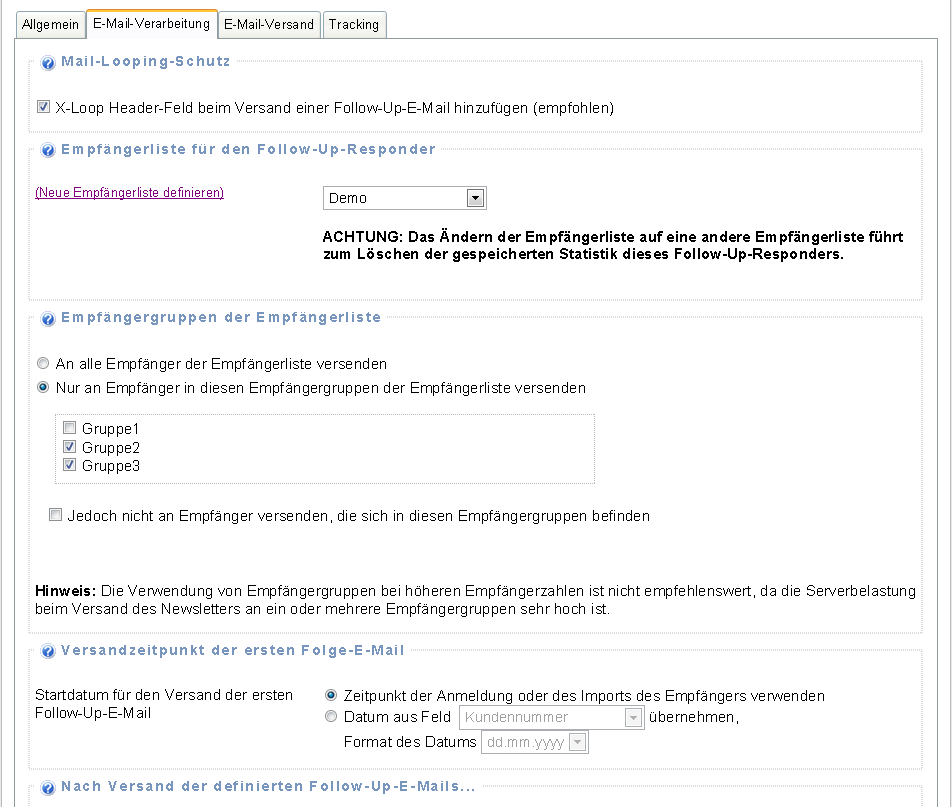 Allgemein E-Mail-Verarbeitung E-Mail-Versand Tracking
Mail-Looping-Schutz
X-Loop Header-Feld beim Versand einer Follow-Up-E-Mail hinzufügen (empfohlen)
Empfängerliste für den Follow-Up-Responder
(Neue Empfängerliste definieren) Demo
ACHTUNG: Das Ändern der Empfängerliste auf eine andere Empfängerliste führt
zum Löschen der gespeicherten Statistik dieses Follow-Up-Responders.
Empfängergruppen der Empfängerliste
An alle Empfänger der Empfängerliste versenden
Nur an Empfänger in diesen Empfängergruppen der Empfängerliste versenden
Gruppe1
Gruppe2
Gruppe3
Jedoch nicht an Empfänger versenden, die sich in diesen Empfängergruppen befinden
Hinweis: Die Verwendung von Empfängergruppen bei höheren Empfängerzahlen ist nicht empfehlenswert, da die Serverbelastung
beim Versand des Newsletters an ein oder mehrere Empfängergruppen sehr hoch ist.
Versandzeitpunkt der ersten Folge-E-Mail
Startdatum für den Versand der ersten
Follow-Up-E-Mail
Zeitpunkt der Anmeldung oder des Imports des Empfängers verwenden
Datum aus Feld Kundennummer übernehmen,
Format des Datums dd.mm.yyyy
Nach Versand der definierten Follow-Up-E-Mails...